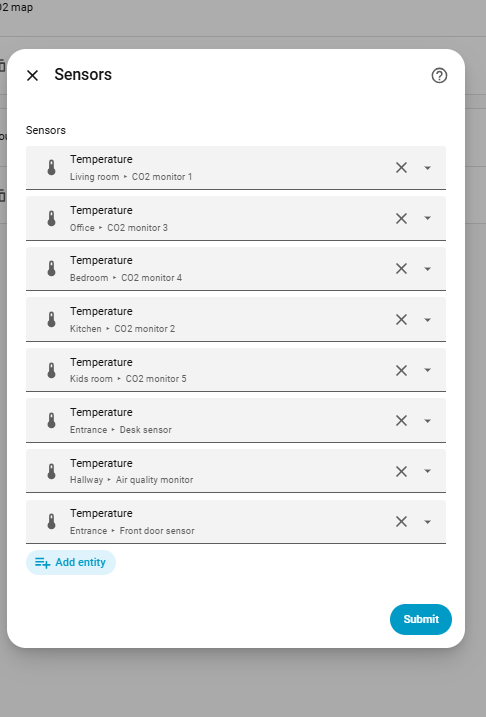 O2 map
Sensors
Sensors
Temperature
Living room ▸ CO2 monitor 1
Temperature
Office ▸ CO2 monitor 3
Temperature
Bedroom ▸ CO2 monitor 4
Temperature
Kitchen ▸ CO2 monitor 2
Temperature
Kids room ▸ CO2 monitor 5
Temperature
Entrance ▸ Desk sensor
Temperature
Hallway ▸ Air quality monitor
Temperature
Entrance ▸ Front door sensor
Add entity
Submit